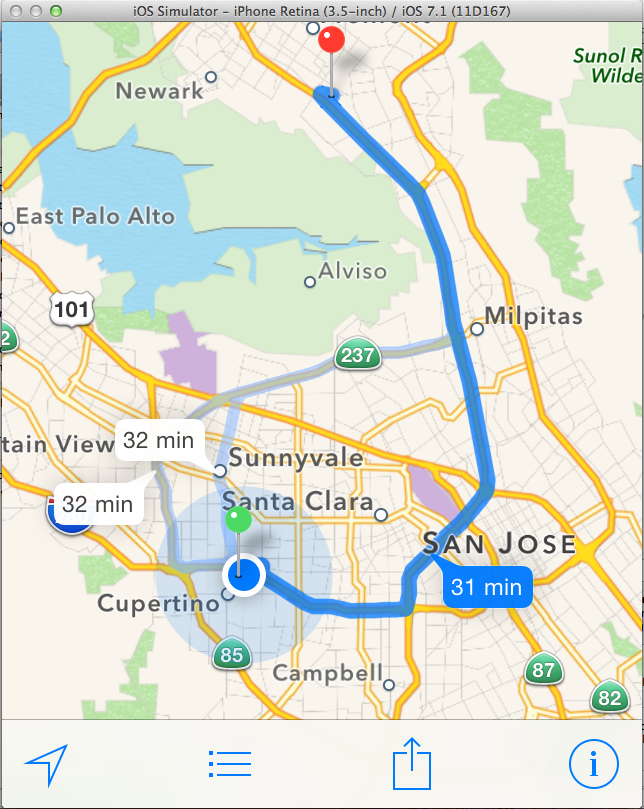 iOS Simulator – iPhone Retina (3.5-inch) / iOS 7.1 (11D167)
Sunol R
Wilde
Newark
East Palo Alto
Alviso
101
Milpitas
2
237
32 min
tain View
Sunnyvale
32 min
Santa Clara
SAN JOSE
31 min
Cupertino
85
Campbell
87
82
i